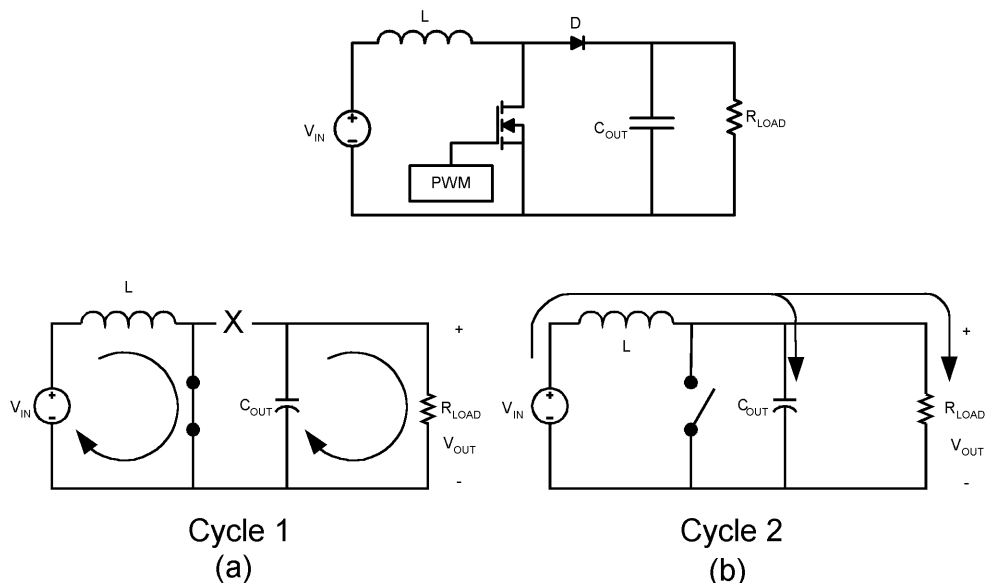 L
D
V_IN
+
-
PWM
C_OUT
R_LOAD
L
X
+
V_IN
+
-
C_OUT
R_LOAD
V_OUT
-
L
+
V_IN
+
-
C_OUT
R_LOAD
V_OUT
-
Cycle 1
(a)
Cycle 2
(b)